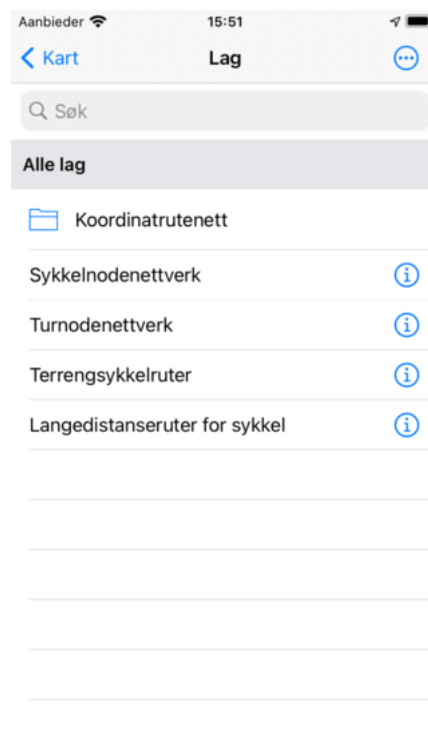 Aanbieder 15:51
Kart Lag
Søk
Alle lag
Koordinatrutenett
Sykkelnodenettverk
Turnodenettverk
Terrengsykkelruter
Langedistanseruter for sykkel